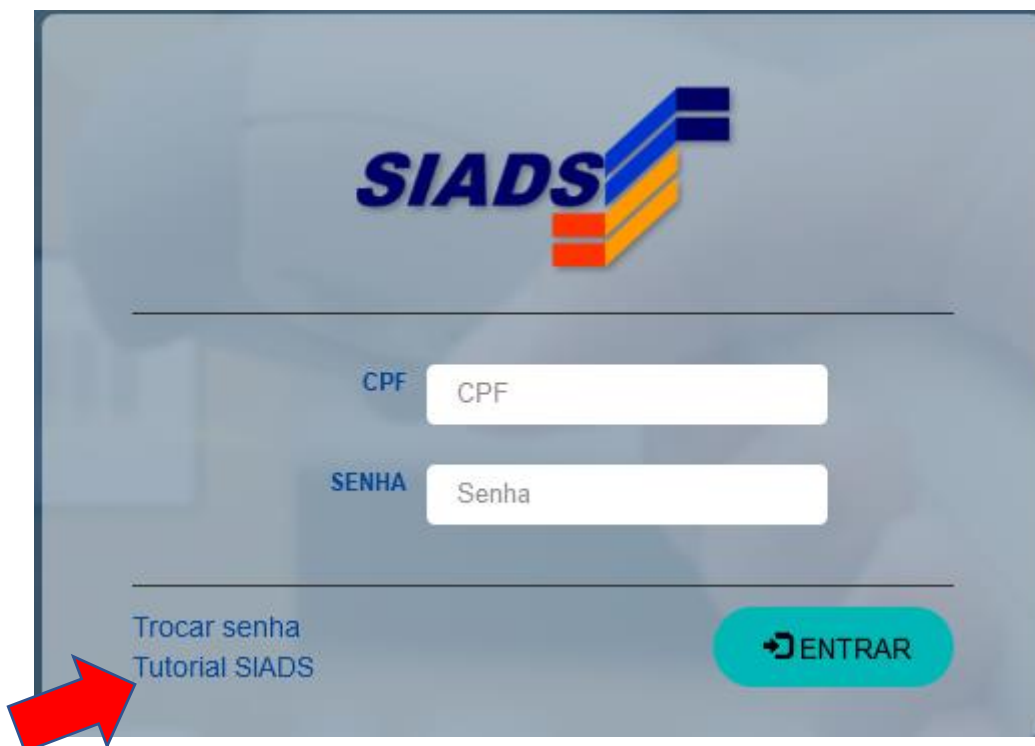 SIADS
CPF
CPF
SENHA
Senha
Trocar senha
Tutorial SIADS
ENTRAR